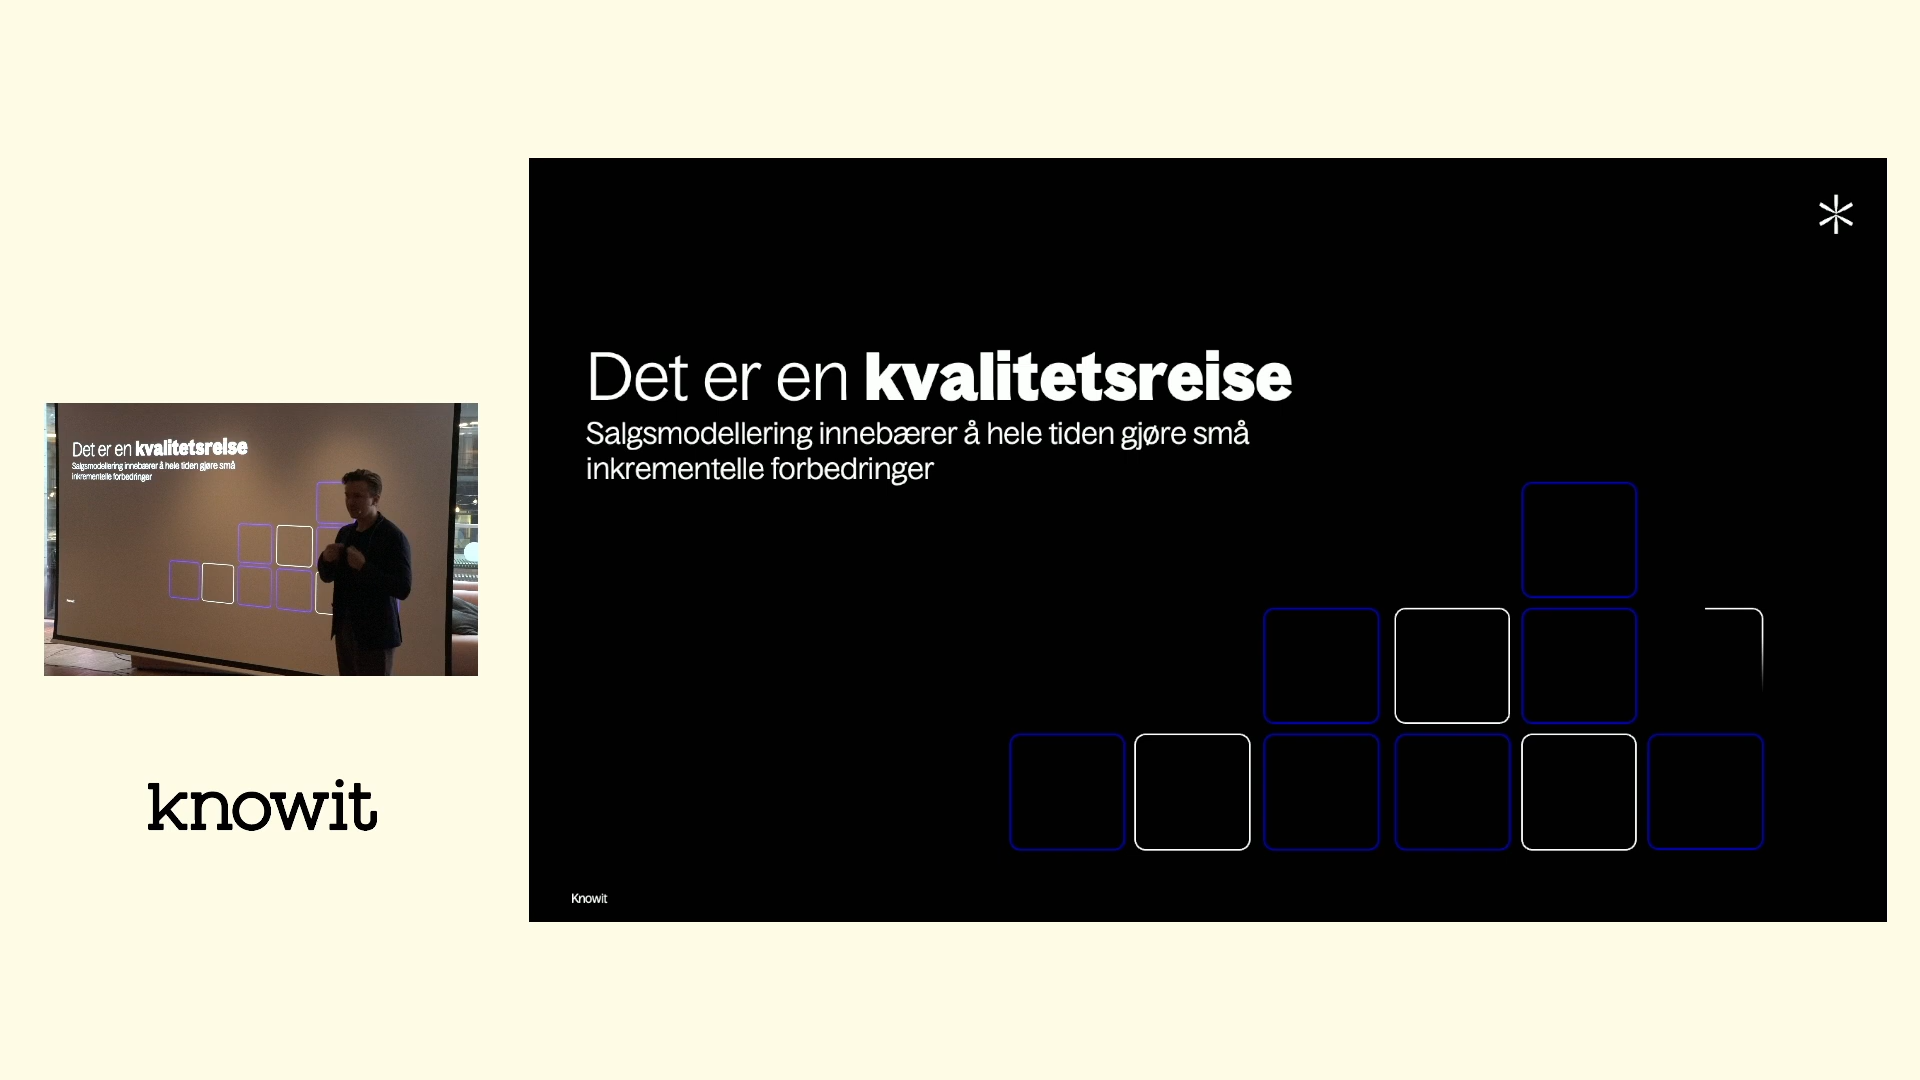 Det er en kvalitetsreise
Salgsmodellering innebærer å hele tiden gjøre små
inkrementelle forbedringer
Knowit
Det er en kvalitetsreise
Salgsmodellering innebærer å hele tiden gjøre små
inkrementelle forbedringer
knowit